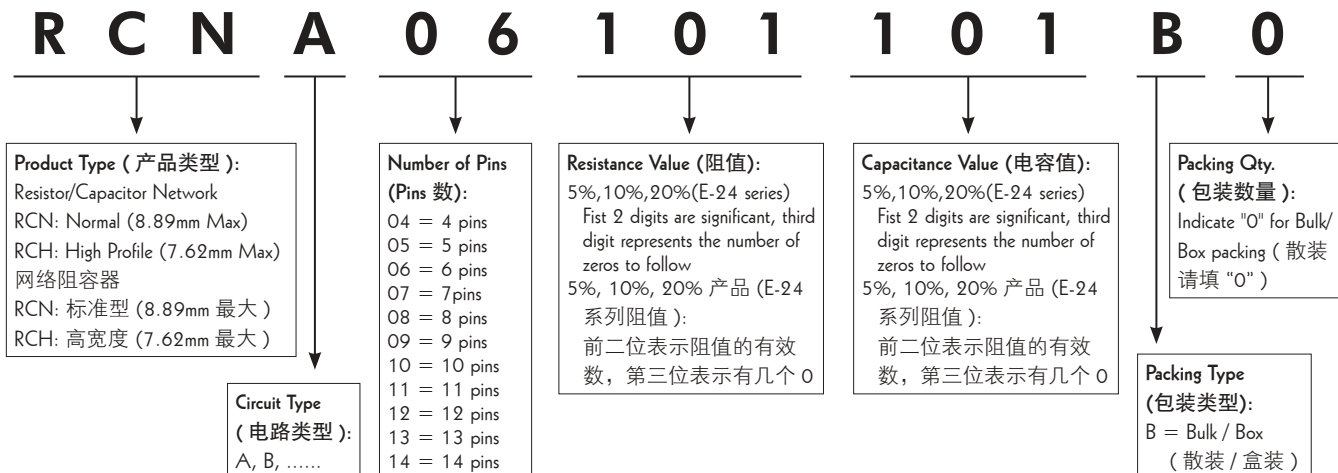 R C N A 0 6 1 0 1 1 0 1 B 0
Product Type ( 产品类型 ):
Resistor/Capacitor Network
RCN: Normal (8.89mm Max)
RCH: High Profile (7.62mm Max)
网络阻容器
RCN: 标准型 (8.89mm 最大 )
RCH: 高宽度 (7.62mm 最大 )
Circuit Type
( 电路类型 ):
A, B, ......
Number of Pins
(Pins 数):
04 = 4 pins
05 = 5 pins
06 = 6 pins
07 = 7pins
08 = 8 pins
09 = 9 pins
10 = 10 pins
11 = 11 pins
12 = 12 pins
13 = 13 pins
14 = 14 pins
Resistance Value (阻值):
5%,10%,20%(E-24 series)
Fist 2 digits are significant, third
digit represents the number of
zeros to follow
5%, 10%, 20% 产品 (E-24
系列阻值 ):
前二位表示阻值的有效
数，第三位表示有几个 0
Capacitance Value (电容值):
5%,10%,20%(E-24 series)
Fist 2 digits are significant, third
digit represents the number of
zeros to follow
5%, 10%, 20% 产品 (E-24
系列阻值 ):
前二位表示阻值的有效
数，第三位表示有几个 0
Packing Type
(包装类型):
B = Bulk / Box
( 散装 / 盒装 )
Packing Qty.
( 包装数量 ):
Indicate "0" for Bulk/
Box packing ( 散装
请填 “0” )